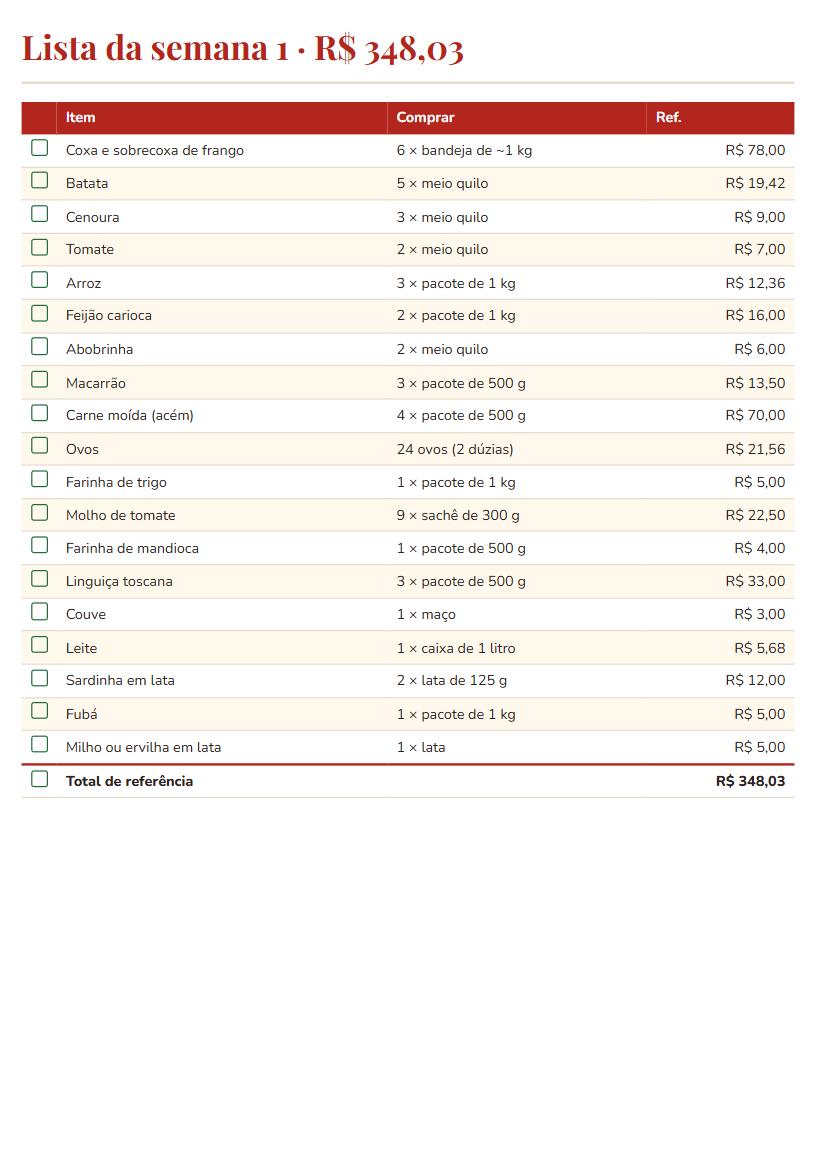 Lista da semana 1 · R$ 348,03
Item Comprar Ref.
Coxa e sobrecoxa de frango 6 × bandeja de ~1 kg R$ 78,00
Batata 5 × meio quilo R$ 19,42
Cenoura 3 × meio quilo R$ 9,00
Tomate 2 × meio quilo R$ 7,00
Arroz 3 × pacote de 1 kg R$ 12,36
Feijão carioca 2 × pacote de 1 kg R$ 16,00
Abobrinha 2 × meio quilo R$ 6,00
Macarrão 3 × pacote de 500 g R$ 13,50
Carne moída (acém) 4 × pacote de 500 g R$ 70,00
Ovos 24 ovos (2 dúzias) R$ 21,56
Farinha de trigo 1 × pacote de 1 kg R$ 5,00
Molho de tomate 9 × sachê de 300 g R$ 22,50
Farinha de mandioca 1 × pacote de 500 g R$ 4,00
Linguiça toscana 3 × pacote de 500 g R$ 33,00
Couve 1 × maço R$ 3,00
Leite 1 × caixa de 1 litro R$ 5,68
Sardinha em lata 2 × lata de 125 g R$ 12,00
Fubá 1 × pacote de 1 kg R$ 5,00
Milho ou ervilha em lata 1 × lata R$ 5,00
Total de referência R$ 348,03